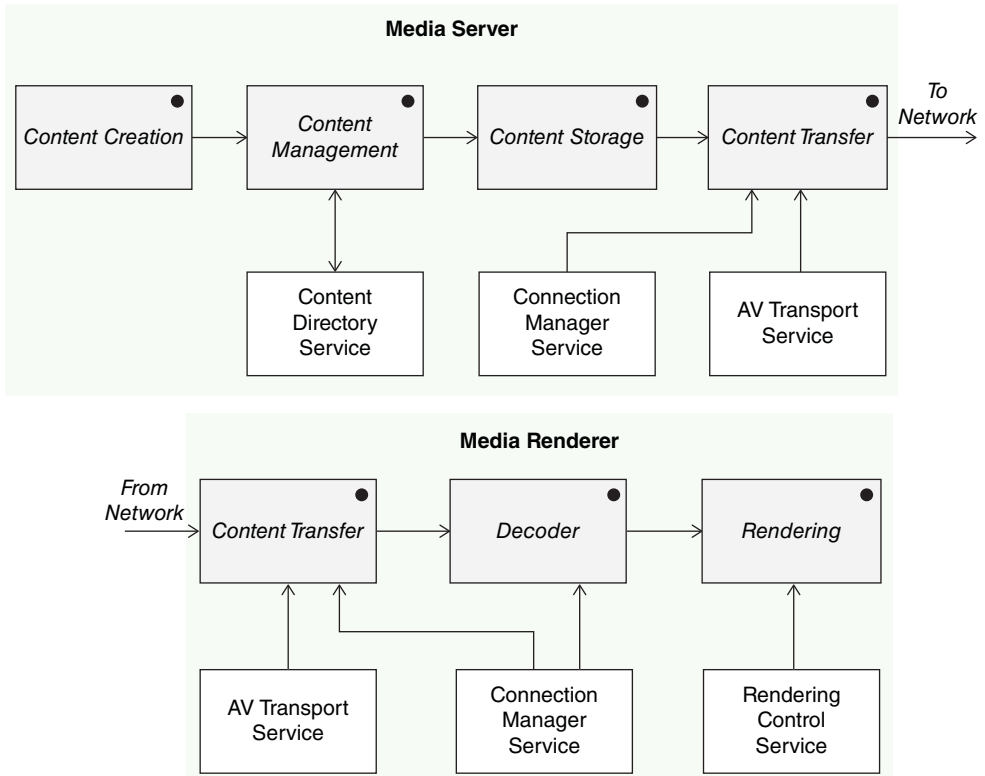 Media Server
Content Creation
Content
Management
Content Storage
Content Transfer
To
Network
Content
Directory
Service
Connection
Manager
Service
AV Transport
Service
Media Renderer
From
Network
Content Transfer
Decoder
Rendering
AV Transport
Service
Connection
Manager
Service
Rendering
Control
Service